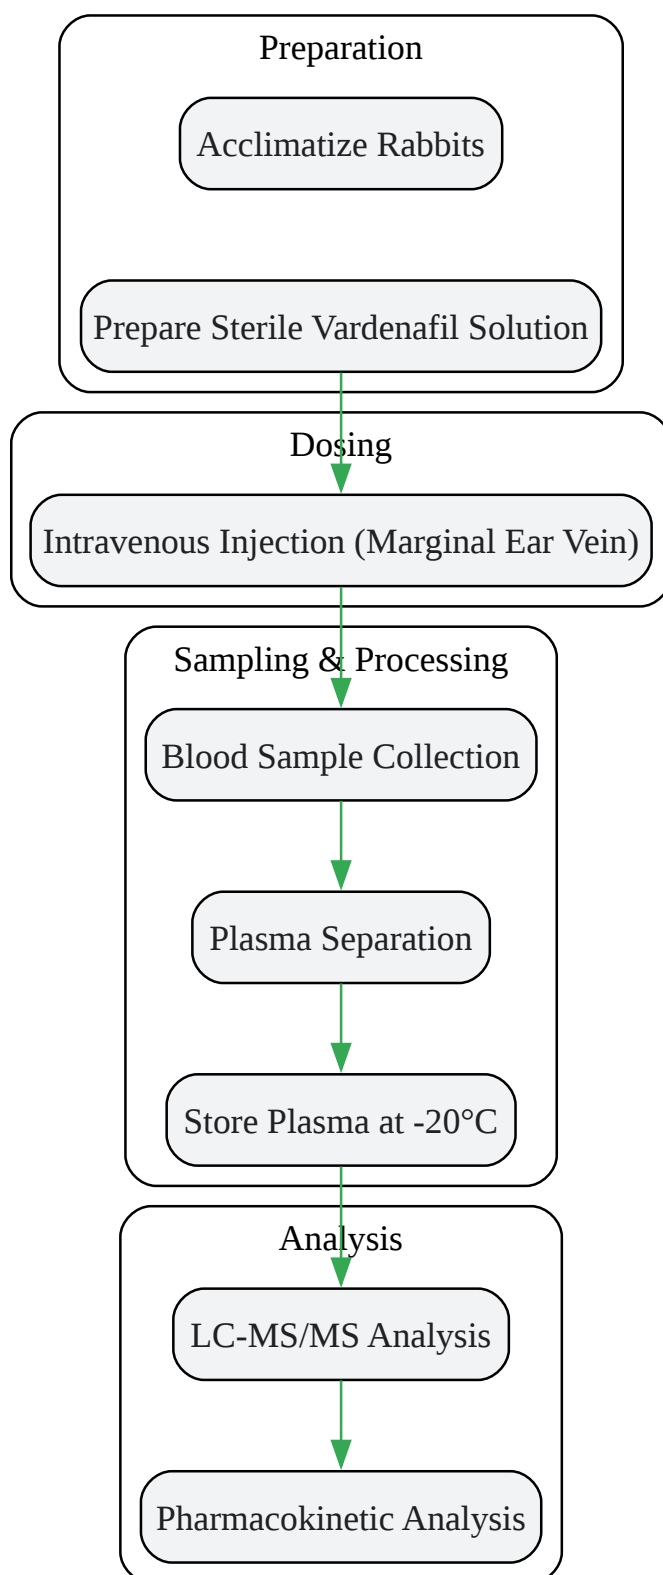 Preparation
Acclimatize Rabbits
Prepare Sterile Vardenafil Solution
Dosing
Intravenous Injection (Marginal Ear Vein)
Sampling & Processing
Blood Sample Collection
Plasma Separation
Store Plasma at -20°C
Analysis
LC-MS/MS Analysis
Pharmacokinetic Analysis